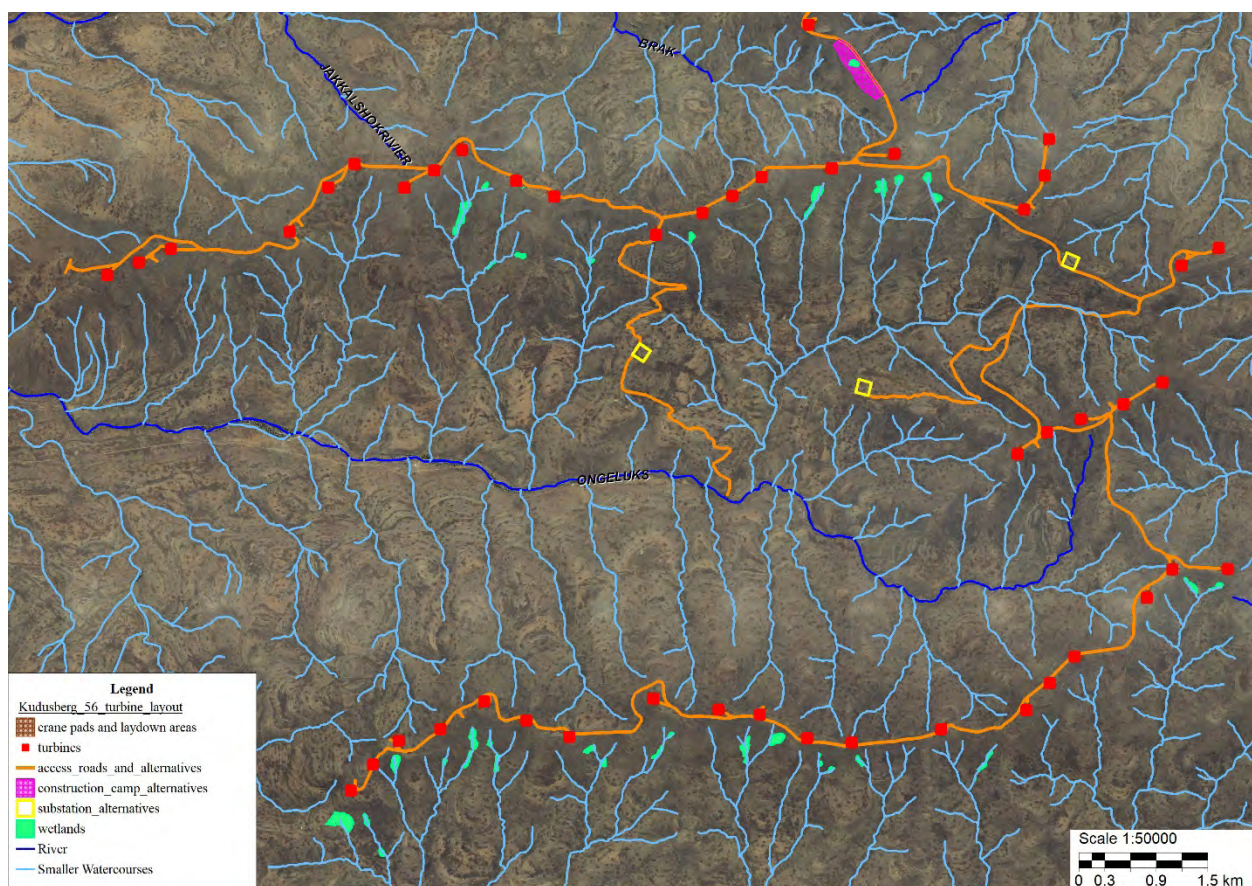 BRAK
JAKKALSHOKRIVIER
ONGELUKS
Legend
Kudusberg_56_turbine_layout
crane pads and laydown areas
turbines
access_roads_and_alternatives
construction_camp_alternatives
substation_alternatives
wetlands
River
Smaller Watercourses
Scale 1:50000
0 0.3 0.9 1.5 km